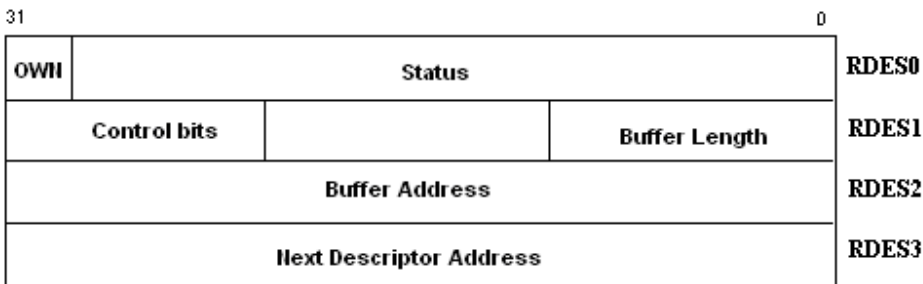 31 0
OWN Status RDES0
Control bits Buffer Length RDES1
Buffer Address RDES2
Next Descriptor Address RDES3